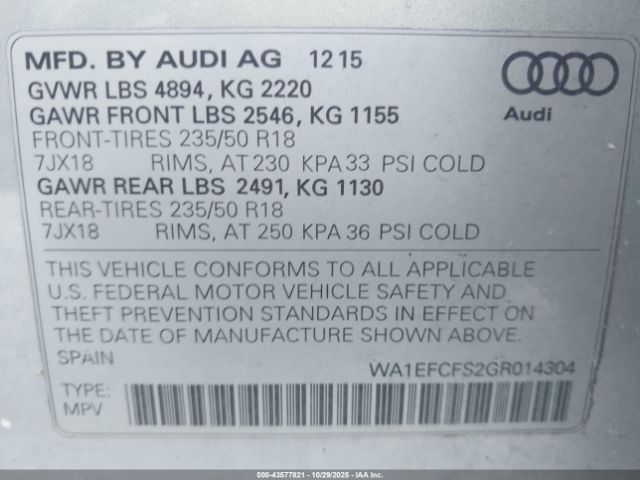 MFD. BY AUDI AG 12 15
GVWR LBS 4894, KG 2220
GAWR FRONT LBS 2546, KG 1155
FRONT-TIRES 235/50 R18
7JX18 RIMS, AT 230 KPA 33 PSI COLD
GAWR REAR LBS 2491, KG 1130
REAR-TIRES 235/50 R18
7JX18 RIMS, AT 250 KPA 36 PSI COLD
Audi
THIS VEHICLE CONFORMS TO ALL APPLICABLE
U.S. FEDERAL MOTOR VEHICLE SAFETY AND
THEFT PREVENTION STANDARDS IN EFFECT ON
THE DATE OF MANUFACTURE SHOWN ABOVE.
SPAIN
WA1EFCFS2GR014304
TYPE:
MPV
000-43577821 - 10/29/2025 - IAA Inc.